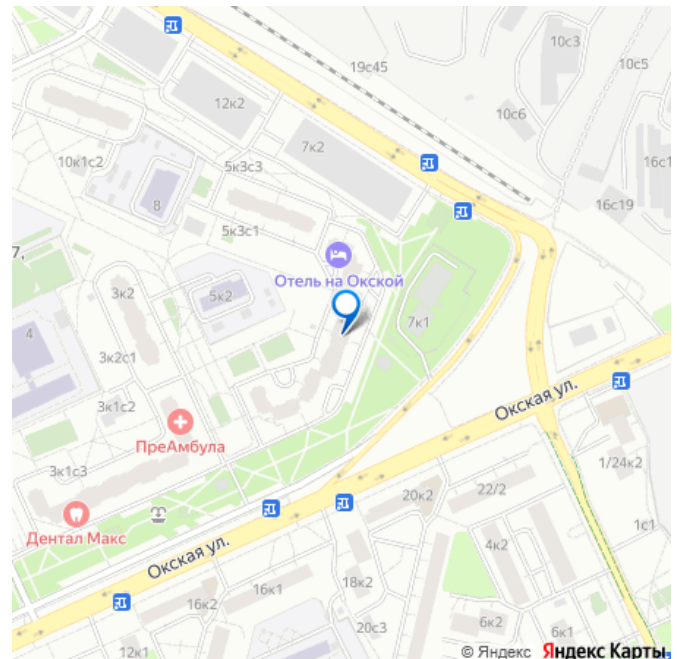 10с3
19с45
10с5
12к2
10с6
7к2
16с1
10к1с2
5к3с3
8
16с19
5к3с1
7,
Отель на Окской
3к2
5к2
7к1
4
3к2с1
Окская ул.
3к1с2
ПреАмбула
1/24к2
3к1с3
20к2
22/2
Дентал Макс
1с1
4к2
Окская ул.
18к2
16к1
16к2
6к2
20с3
6к1
12к1
© Яндекс Яндекс Карты